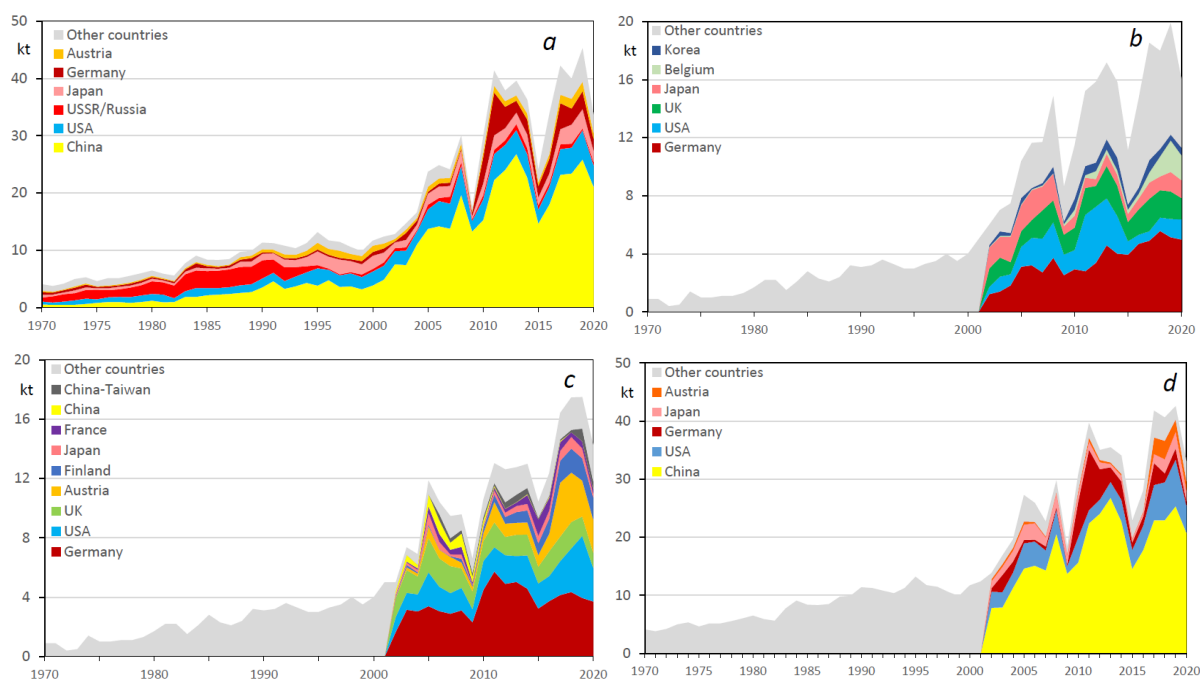 50
a
kt
Other countries
Austria
40
Germany
Japan
30
USSR/Russia
USA
China
20
10
0
1970 1975 1980 1985 1990 1995 2000 2005 2010 2015 2020
20
b
kt
Other countries
Korea
16
Belgium
Japan
UK
12
USA
Germany
8
4
0
1970 1980 1990 2000 2010 2020
20
c
kt
Other countries
China-Taiwan
16
China
France
Japan
12
Finland
Austria
UK
8
USA
Germany
4
0
1970 1980 1990 2000 2010 2020
50
d
kt
Other countries
Austria
40
Japan
Germany
30
USA
China
20
10
0
1970 1975 1980 1985 1990 1995 2000 2005 2010 2015 2020